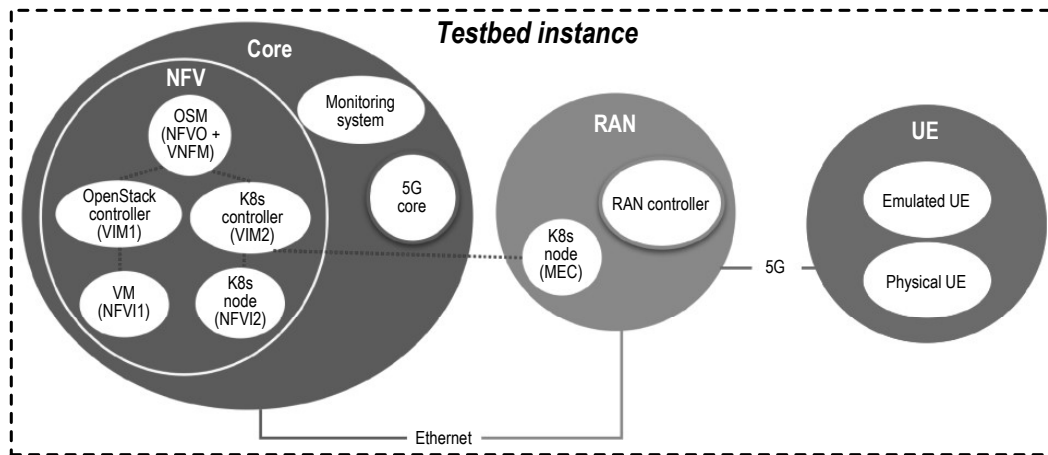 Testbed instance
Core
NFV
OSM
(NFVO +
VNFM)
OpenStack
controller
(VIM1)
K8s
controller
(VIM2)
VM
(NFVI1)
K8s
node
(NFVI2)
Monitoring
system
5G
core
RAN
RAN controller
K8s
node
(MEC)
5G
UE
Emulated UE
Physical UE
Ethernet